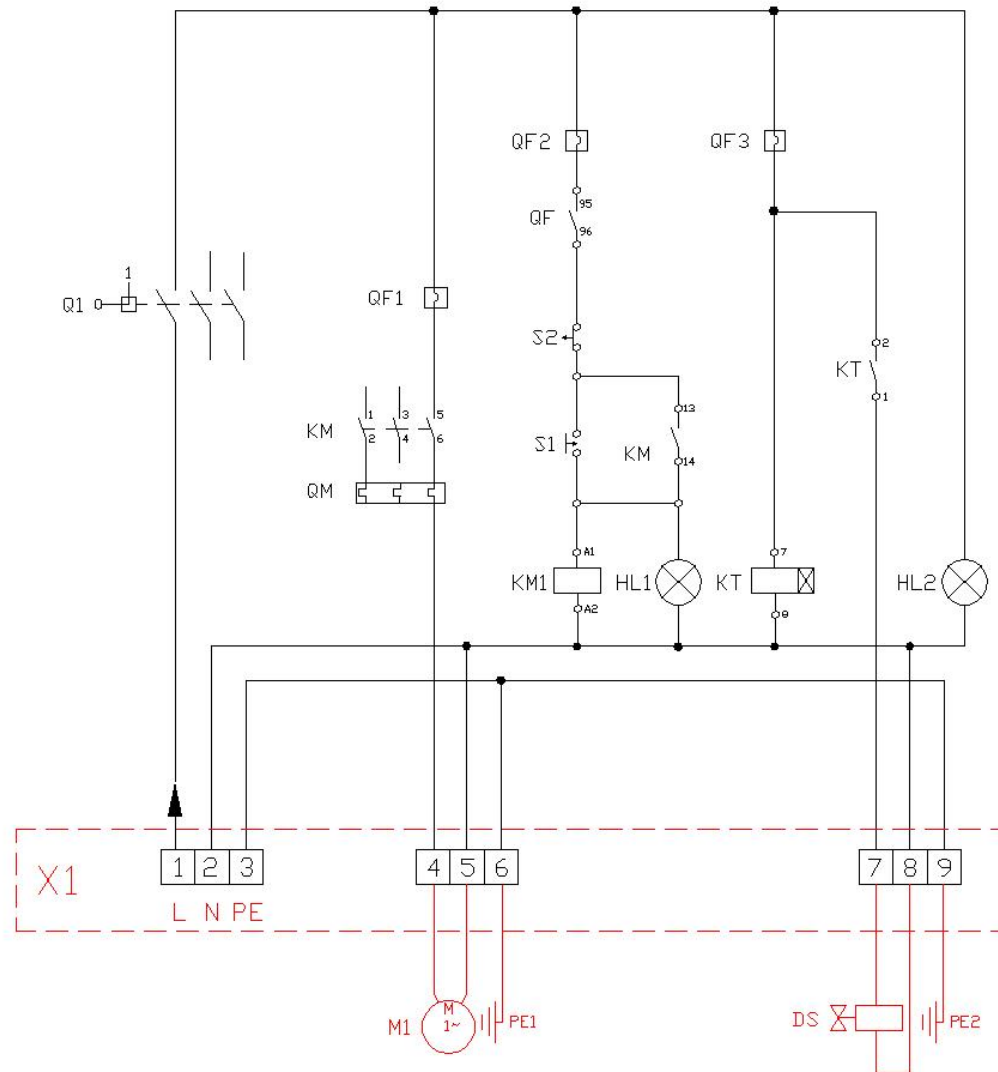 QF2
QF3
95
QF
96
1
Q1
QF1
S2
2
KT
1
1
3
5
KM
2
4
6
13
S1
KM
14
QM
A1
7
KM1
HL1
KT
HL2
A2
8
1 2 3
4 5 6
7 8 9
X1
L N PE
M
1~
M1
PE1
DS
PE2